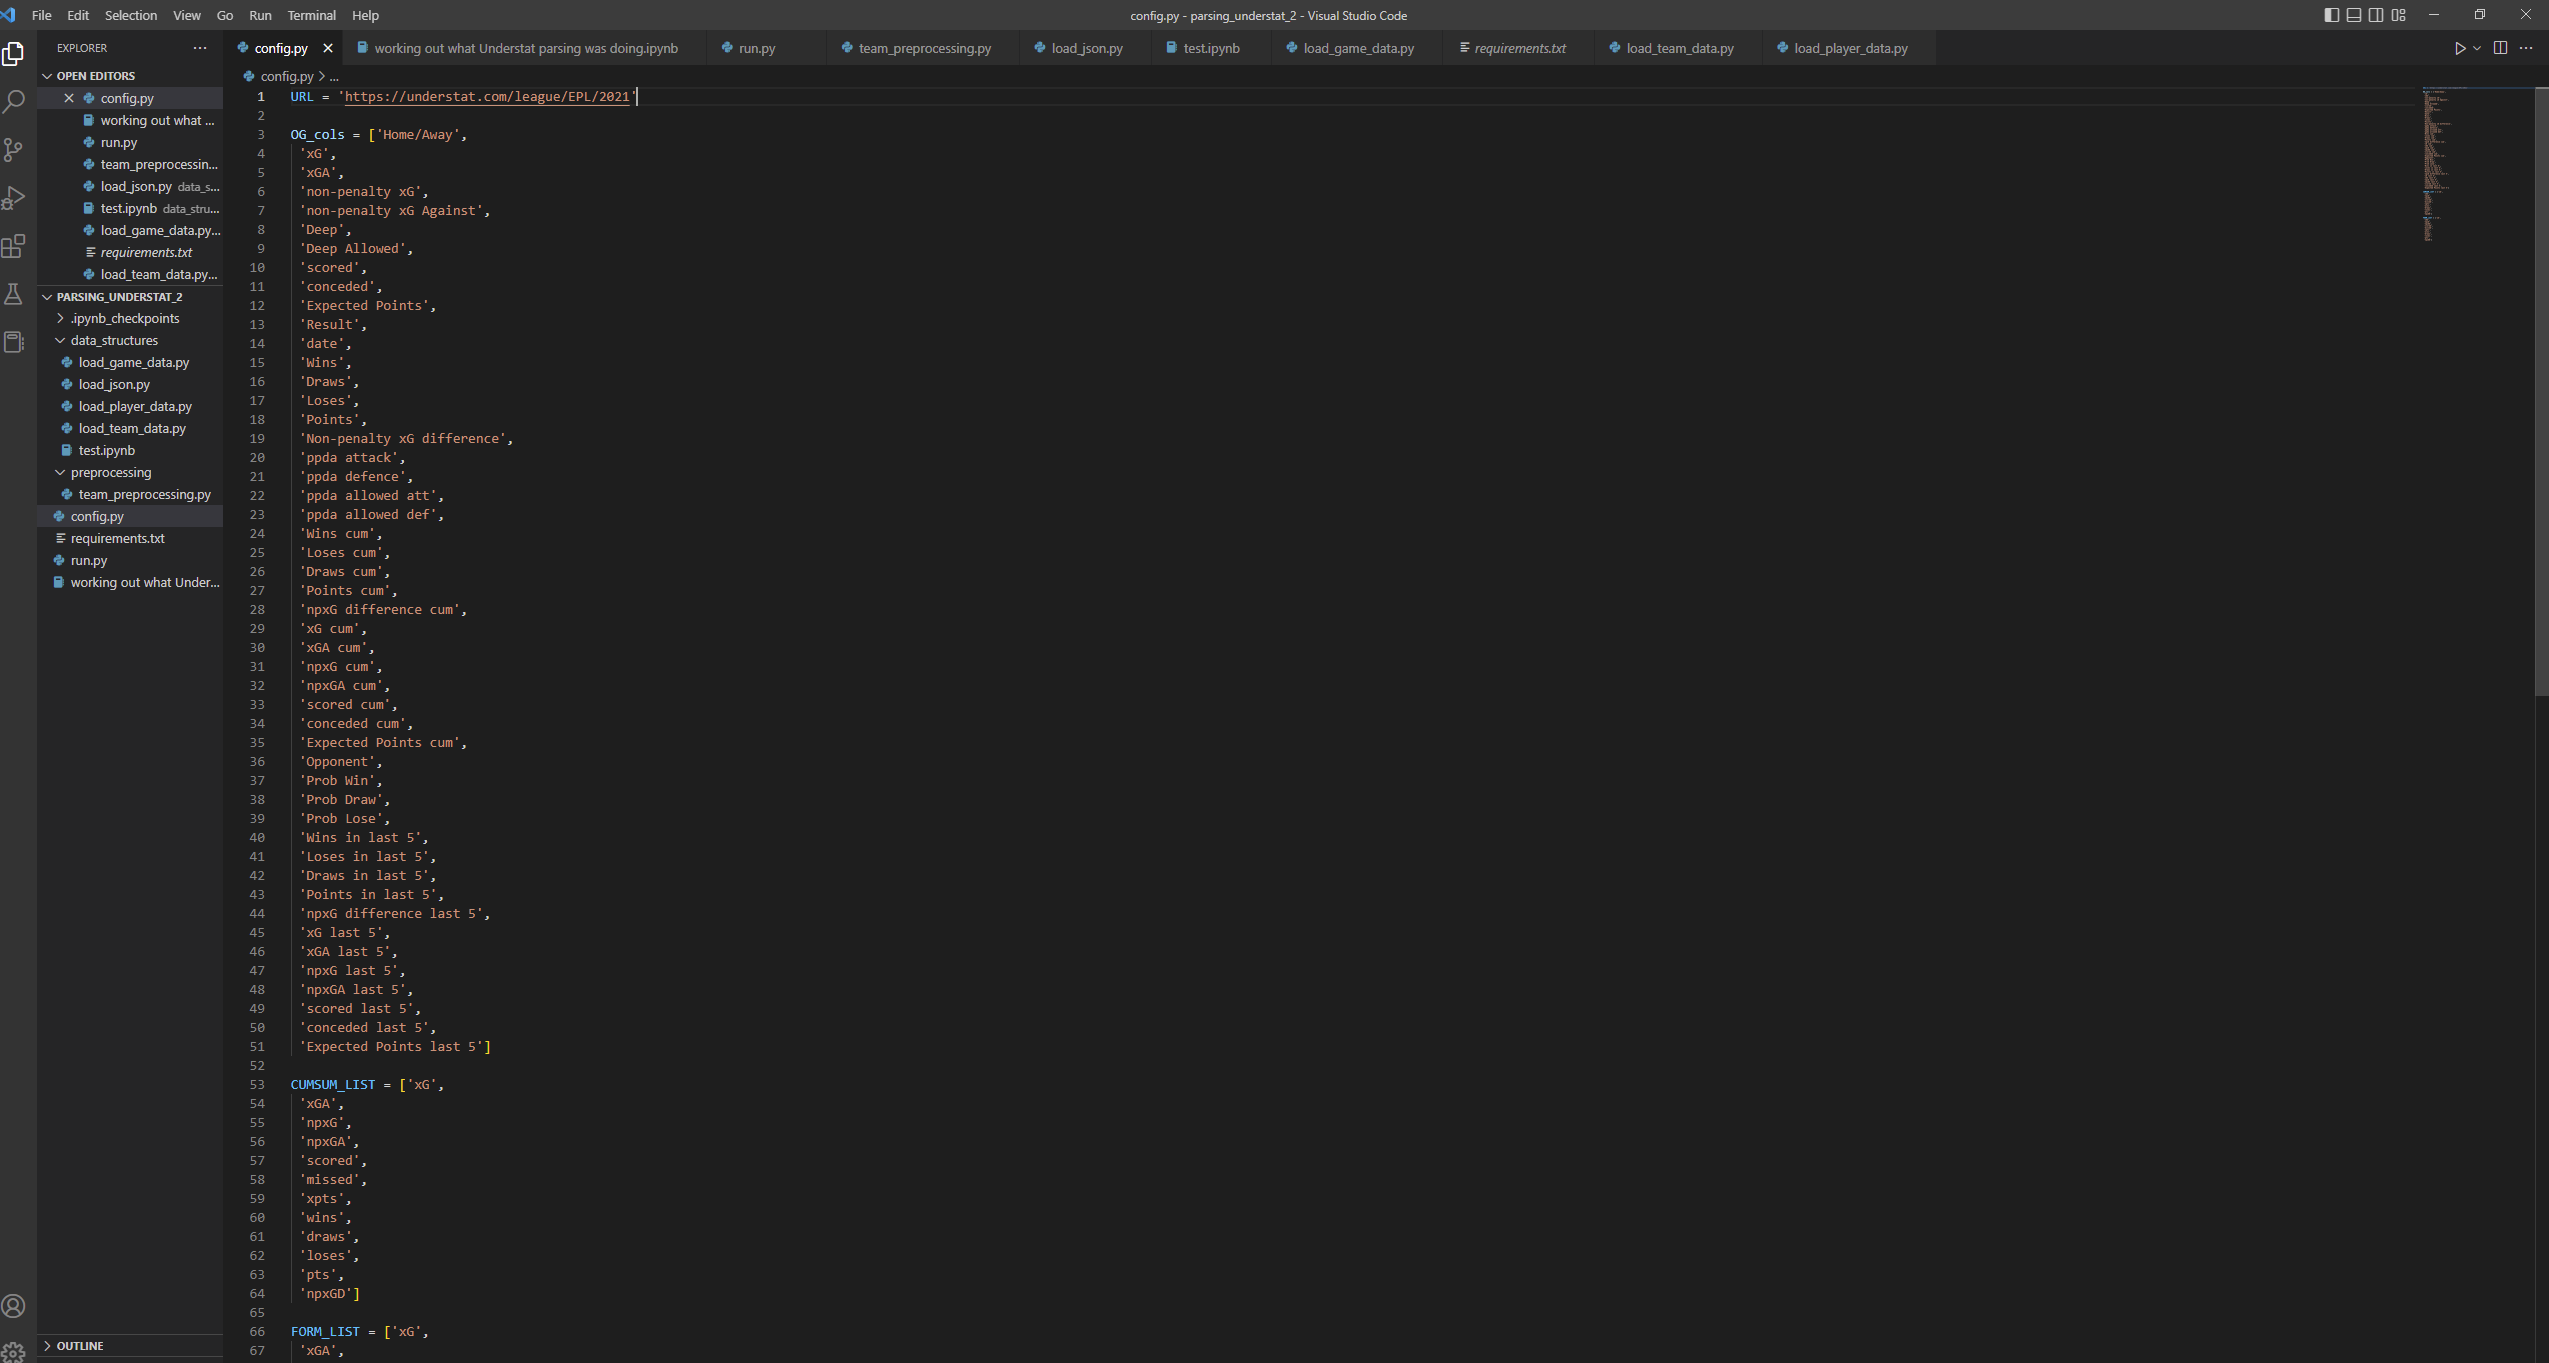 File Edit Selection View Go Run Terminal Help
config.py - parsing_understat_2 - Visual Studio Code
EXPLORER
OPEN EDITORS
config.py
working out what ...
run.py
team_preprocessin...
load_json.py data_s...
test.ipynb data_stru...
load_game_data.py...
requirements.txt
load_team_data.py...
PARSING_UNDERSTAT_2
.ipynb_checkpoints
data_structures
load_game_data.py
load_json.py
load_player_data.py
load_team_data.py
test.ipynb
preprocessing
team_preprocessing.py
config.py
requirements.txt
run.py
working out what Under...
OUTLINE
config.py working out what Understat parsing was doing.ipynb run.py team_preprocessing.py load_json.py test.ipynb load_game_data.py requirements.txt load_team_data.py load_player_data.py
config.py > ...
1 URL = 'https://understat.com/league/EPL/2021'
2
3 OG_cols = ['Home/Away',
4 'xG',
5 'xGA',
6 'non-penalty xG',
7 'non-penalty xG Against',
8 'Deep',
9 'Deep Allowed',
10 'scored',
11 'conceded',
12 'Expected Points',
13 'Result',
14 'date',
15 'Wins',
16 'Draws',
17 'Loses',
18 'Points',
19 'Non-penalty xG difference',
20 'ppda attack',
21 'ppda defence',
22 'ppda allowed att',
23 'ppda allowed def',
24 'Wins cum',
25 'Loses cum',
26 'Draws cum',
27 'Points cum',
28 'npxG difference cum',
29 'xG cum',
30 'xGA cum',
31 'npxG cum',
32 'npxGA cum',
33 'scored cum',
34 'conceded cum',
35 'Expected Points cum',
36 'Opponent',
37 'Prob Win',
38 'Prob Draw',
39 'Prob Lose',
40 'Wins in last 5',
41 'Loses in last 5',
42 'Draws in last 5',
43 'Points in last 5',
44 'npxG difference last 5',
45 'xG last 5',
46 'xGA last 5',
47 'npxG last 5',
48 'npxGA last 5',
49 'scored last 5',
50 'conceded last 5',
51 'Expected Points last 5']
52
53 CUMSUM_LIST = ['xG',
54 'xGA',
55 'npxG',
56 'npxGA',
57 'scored',
58 'missed',
59 'xpts',
60 'wins',
61 'draws',
62 'loses',
63 'pts',
64 'npxGD']
65
66 FORM_LIST = ['xG',
67 'xGA',